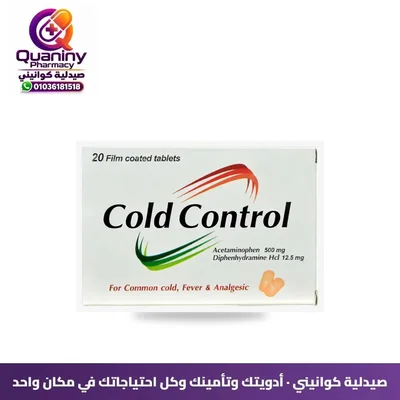 Quaniny
Pharmacy
صيدلية كوانيني
01036181518
20 Film coated tablets
Cold Control
Acetaminophen 500 mg
Diphenhydramine Hcl 12.5 mg
For Common cold, Fever & Analgesic
صيدلية كوانيني · أدويتك وتأمينك وكل احتياجاتك في مكان واحد